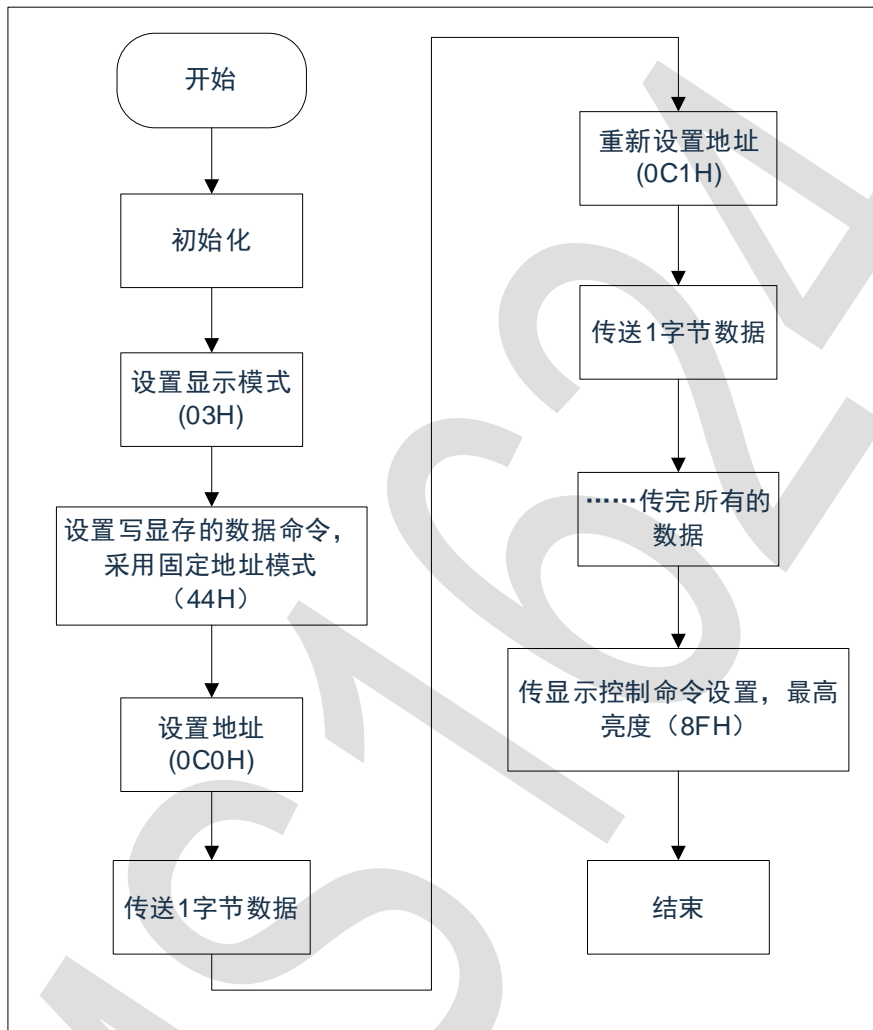 开始
初始化
设置显示模式
(03H)
设置写显存的数据命令，
采用固定地址模式
（44H）
设置地址
(0C0H)
传送1字节数据
重新设置地址
(0C1H)
传送1字节数据
……传完所有的
数据
传显示控制命令设置，最高
亮度（8FH）
结束